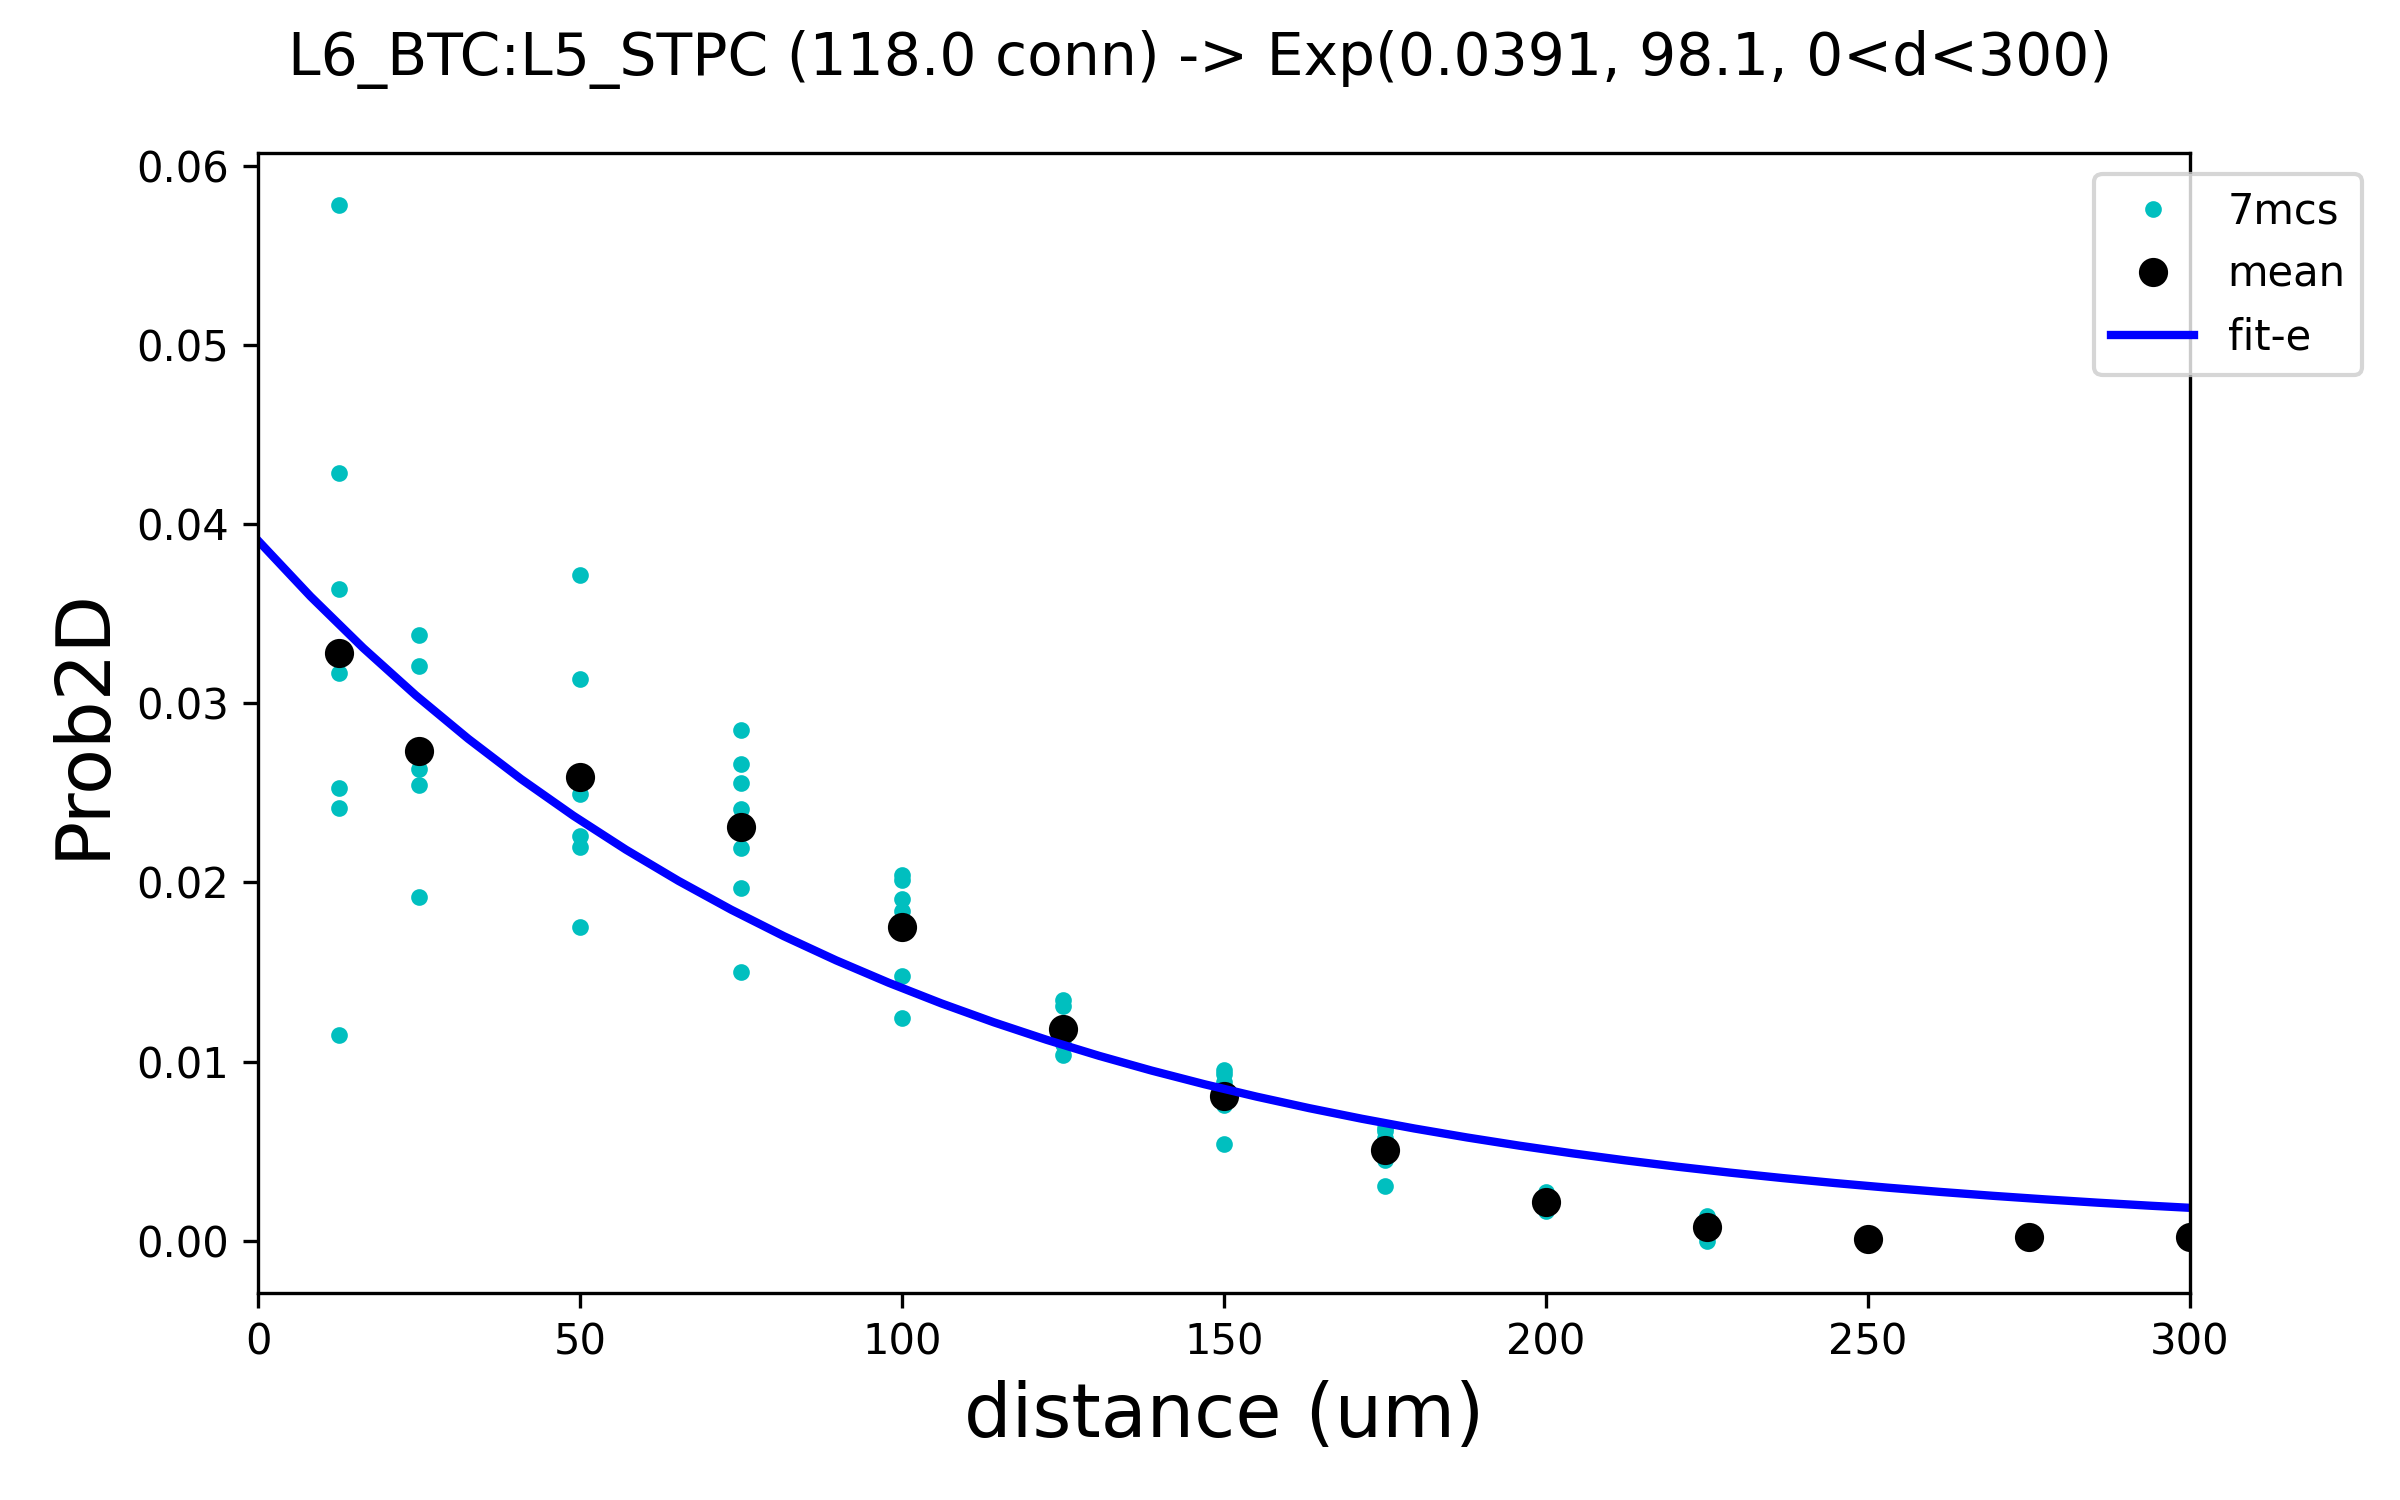 L6_BTC:L5_STPC (118.0 conn) -> Exp(0.0391, 98.1, 0<d<300)
0.06
0.05
0.04
0.03
0.02
0.01
0.00
Prob2D
7mcs
mean
fit-e
0 50 100 150 200 250 300
distance (um)